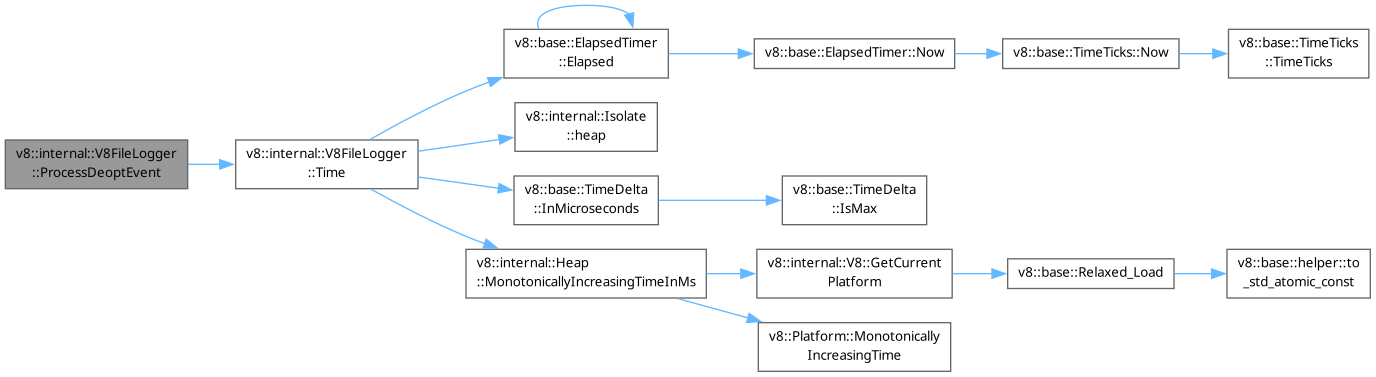 v8::internal::V8FileLogger
::ProcessDeoptEvent
v8::internal::V8FileLogger
::Time
v8::base::ElapsedTimer
::Elapsed
v8::base::ElapsedTimer::Now
v8::base::TimeTicks::Now
v8::base::TimeTicks
::TimeTicks
v8::internal::Isolate
::heap
v8::base::TimeDelta
::InMicroseconds
v8::base::TimeDelta
::IsMax
v8::internal::Heap
::MonotonicallyIncreasingTimeInMs
v8::internal::V8::GetCurrent
Platform
v8::base::Relaxed_Load
v8::base::helper::to
_std_atomic_const
v8::Platform::Monotonically
IncreasingTime